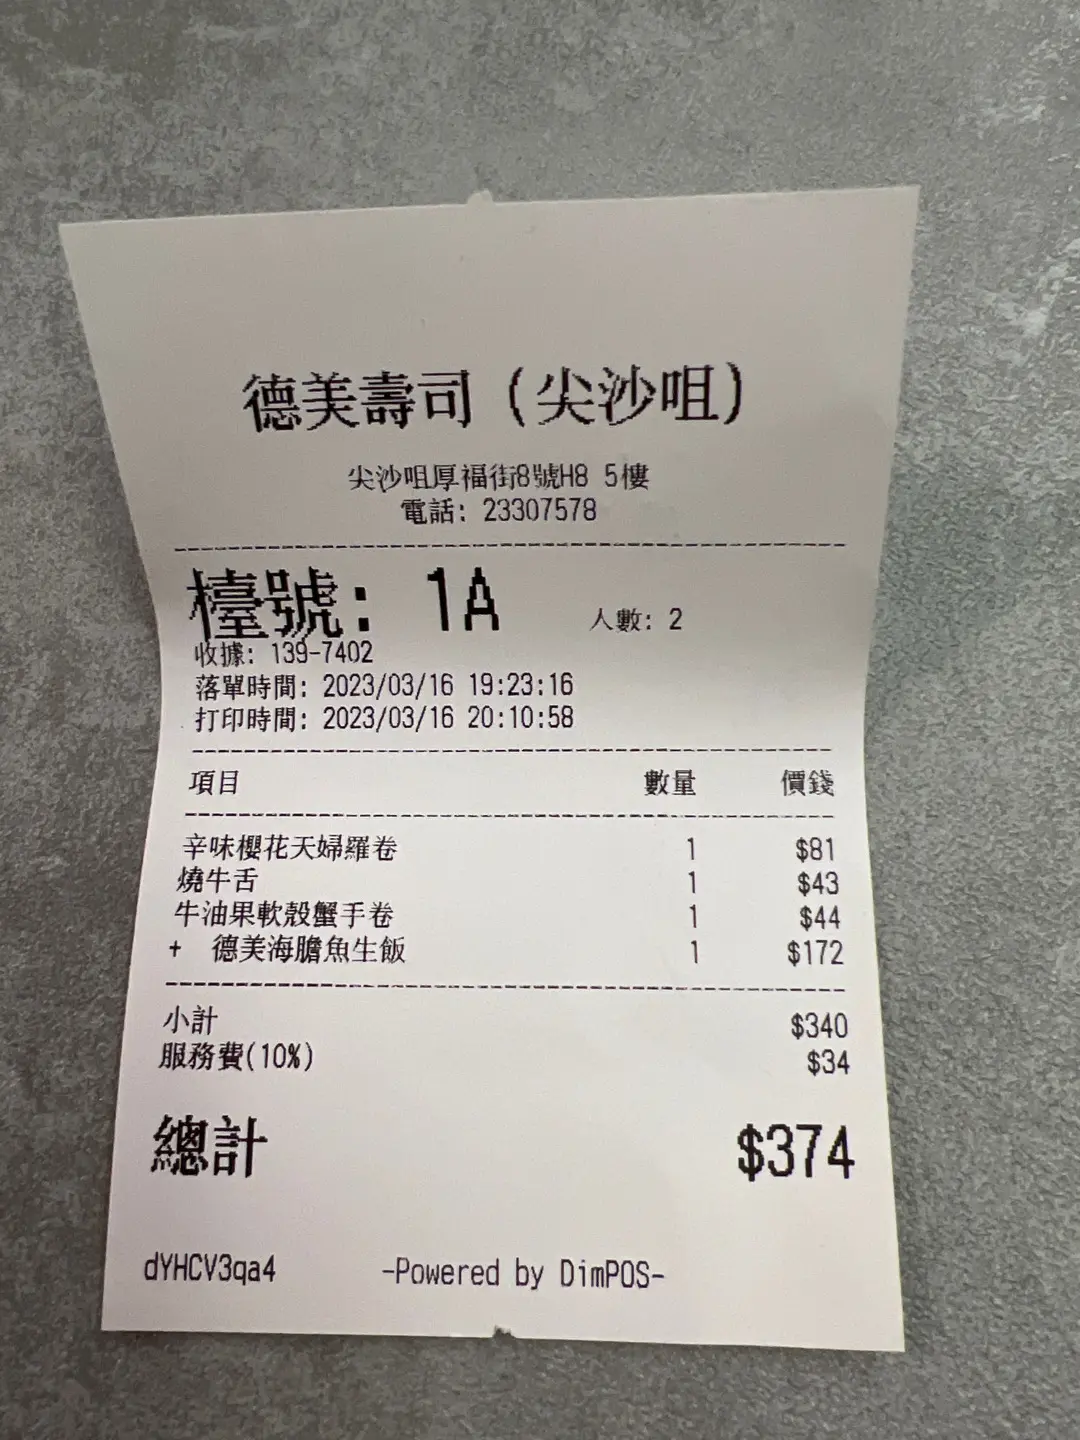 德美壽司（尖沙咀）
尖沙咀厚福街8號H8 5樓
電話: 23307578
檯號: 1A 人數: 2
收據: 139-7402
落單時間: 2023/03/16 19:23:16
打印時間: 2023/03/16 20:10:58
項目 數量 價錢
辛味櫻花天婦羅卷 1 $81
燒牛舌 1 $43
牛油果軟殼蟹手卷 1 $44
+ 德美海膽魚生飯 1 $172
小計 $340
服務費(10%) $34
總計 $374
dYHCV3qa4 -Powered by DimPOS-